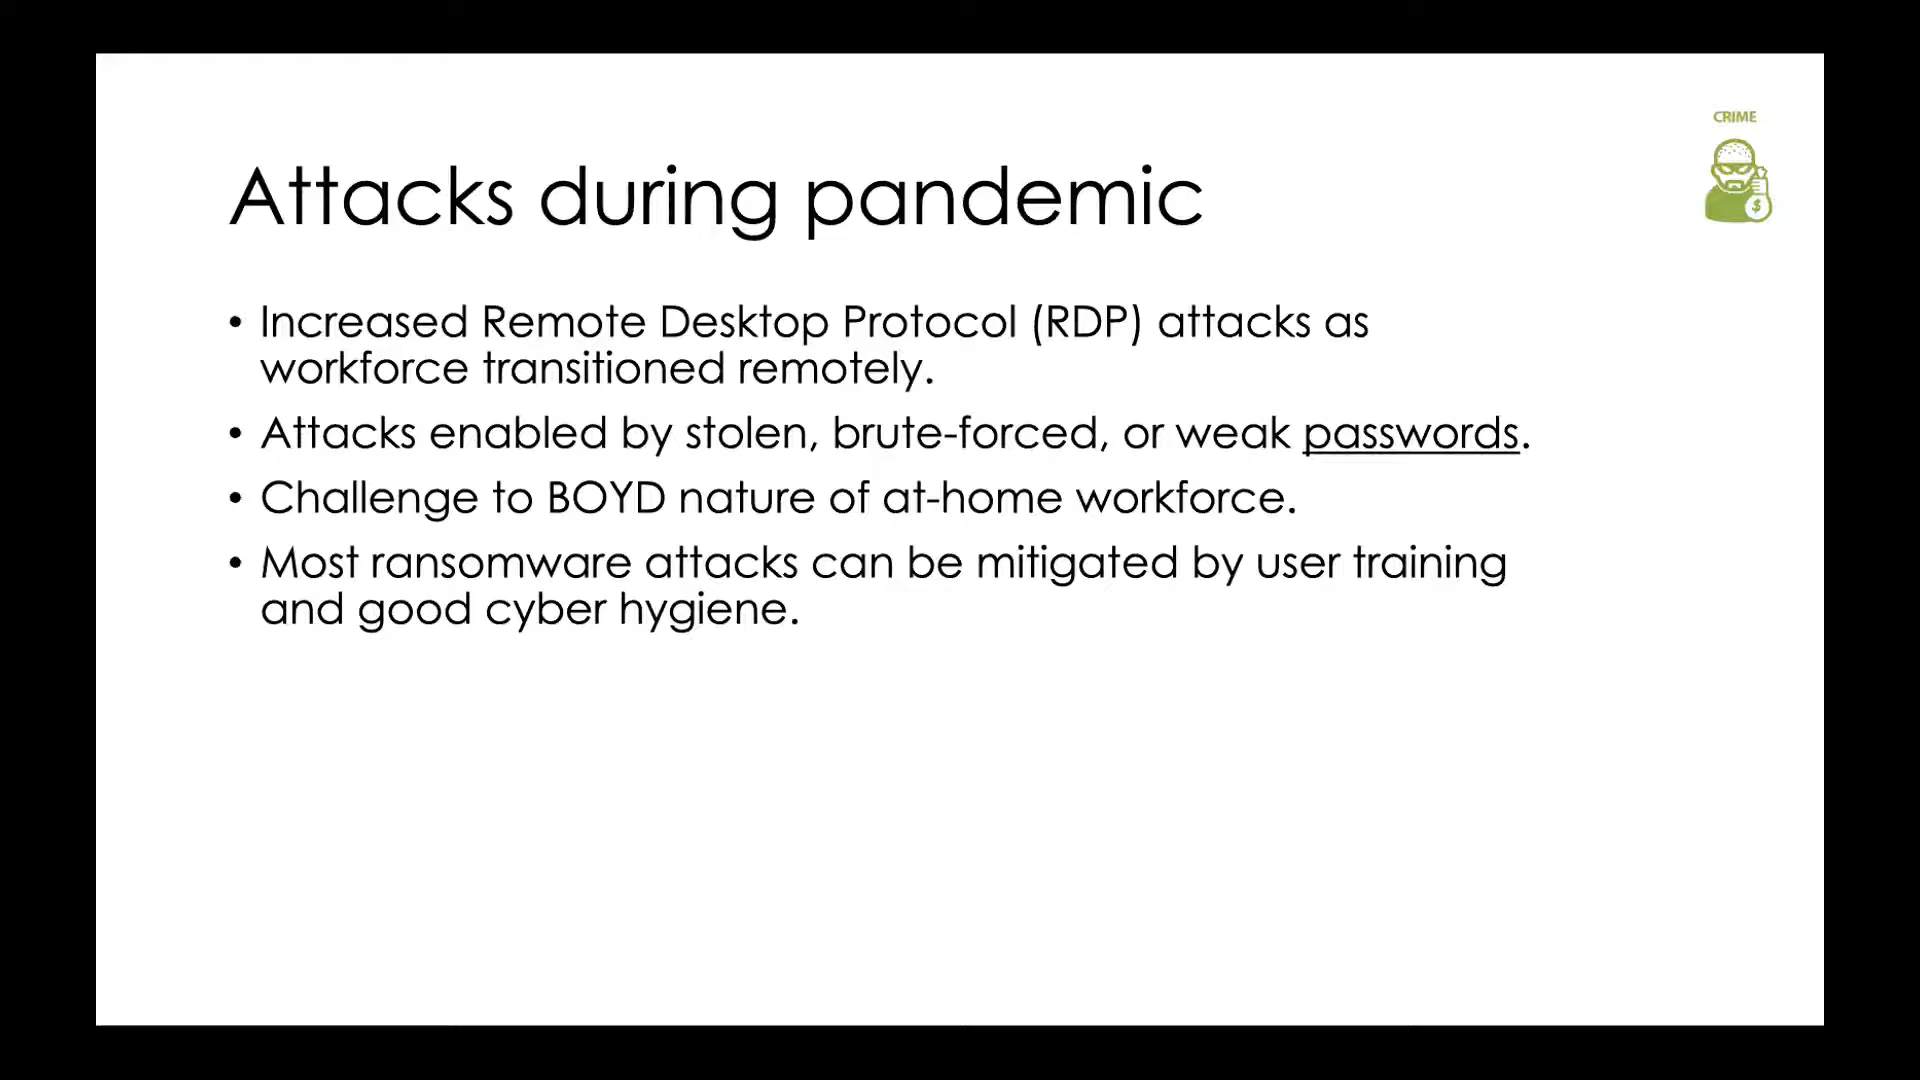 CRIME
Attacks during pandemic
• Increased Remote Desktop Protocol (RDP) attacks as
workforce transitioned remotely.
• Attacks enabled by stolen, brute-forced, or weak passwords.
• Challenge to BOYD nature of at-home workforce.
• Most ransomware attacks can be mitigated by user training
and good cyber hygiene.
$